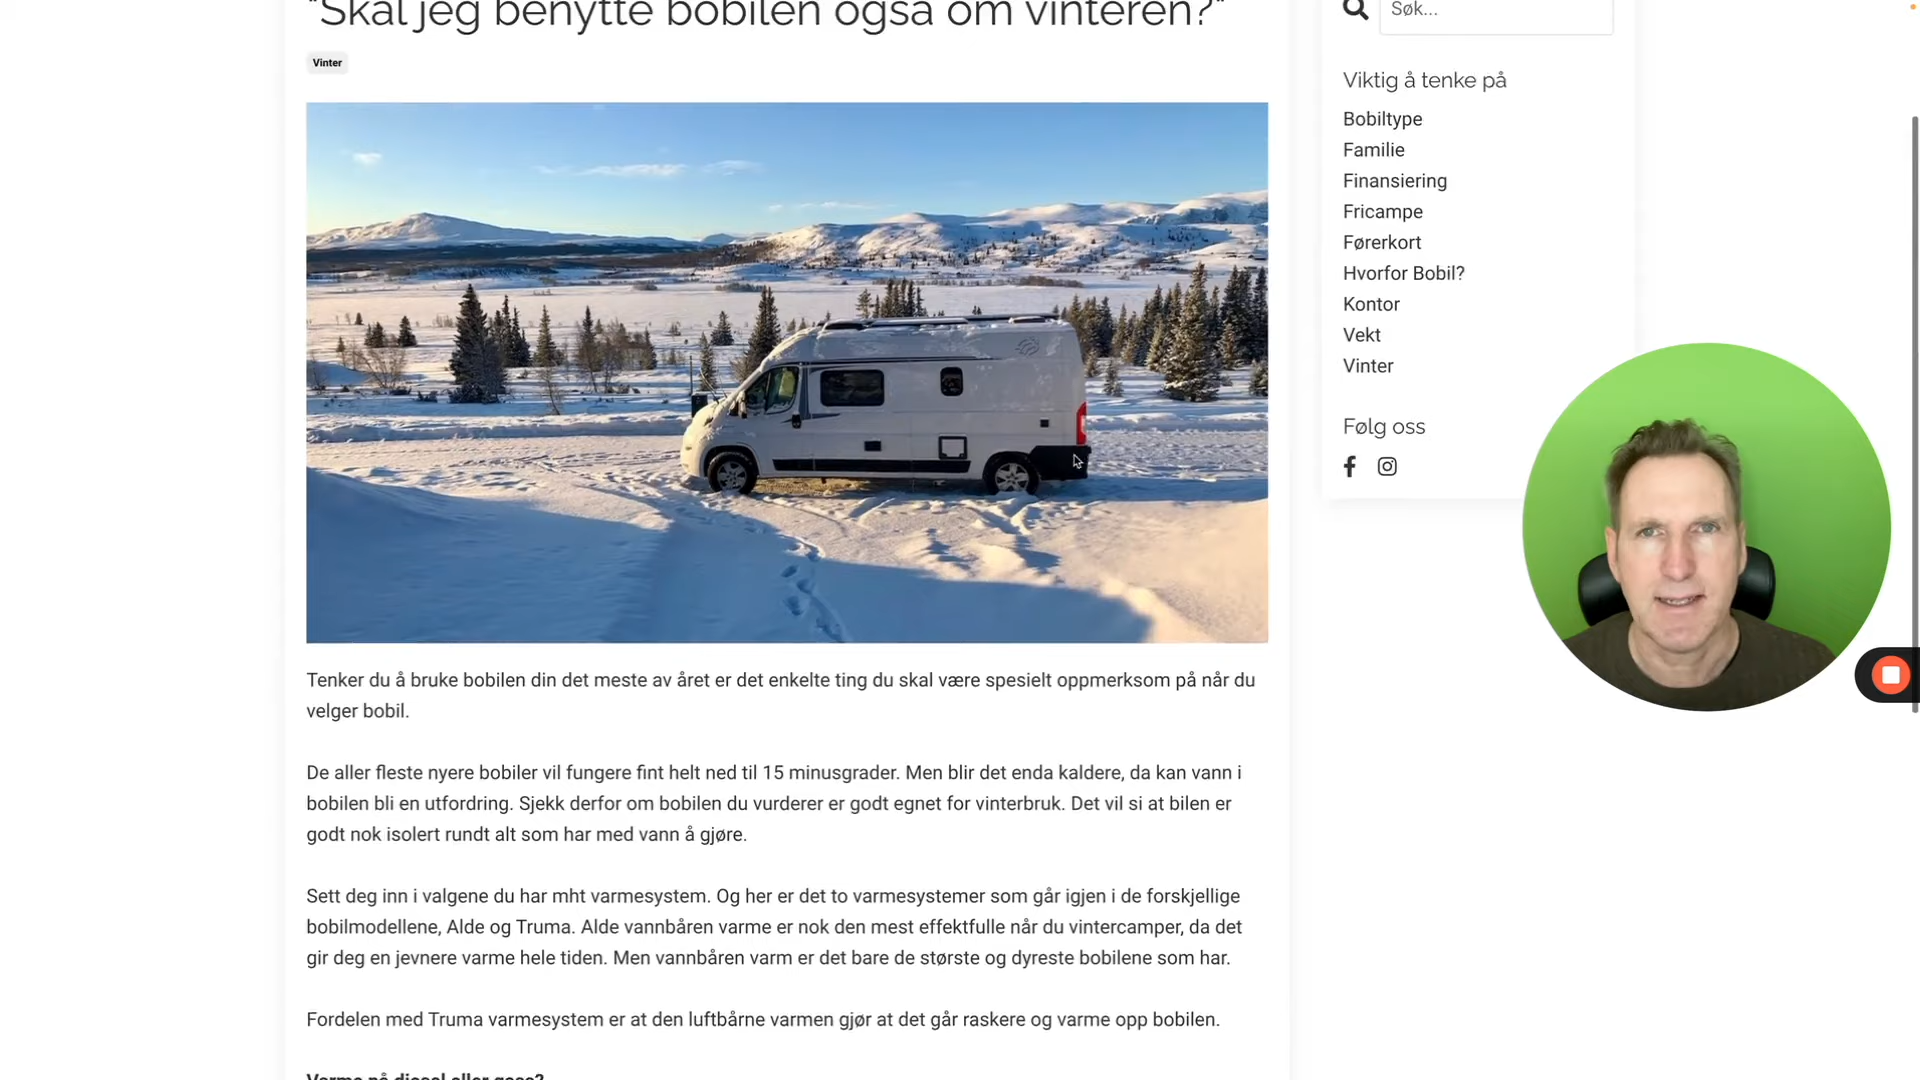 "Skal jeg benytte bobilen også om vinteren?"
Søk...
Vinter
Viktig å tenke på
Bobiltype
Familie
Finansiering
Fricampe
Førerkort
Hvorfor Bobil?
Kontor
Vekt
Vinter
Følg oss
Tenker du å bruke bobilen din det meste av året er det enkelte ting du skal være spesielt oppmerksom på når du
velger bobil.
De aller fleste nyere bobiler vil fungere fint helt ned til 15 minusgrader. Men blir det enda kaldere, da kan vann i
bobilen bli en utfordring. Sjekk derfor om bobilen du vurderer er godt egnet for vinterbruk. Det vil si at bilen er
godt nok isolert rundt alt som har med vann å gjøre.
Sett deg inn i valgene du har mht varmesystem. Og her er det to varmesystemer som går igjen i de forskjellige
bobilmodellene, Alde og Truma. Alde vannbåren varme er nok den mest effektfulle når du vintercamper, da det
gir deg en jevnere varme hele tiden. Men vannbåren varm er det bare de største og dyreste bobilene som har.
Fordelen med Truma varmesystem er at den luftbårne varmen gjør at det går raskere og varme opp bobilen.
Varme på diesel eller gass?